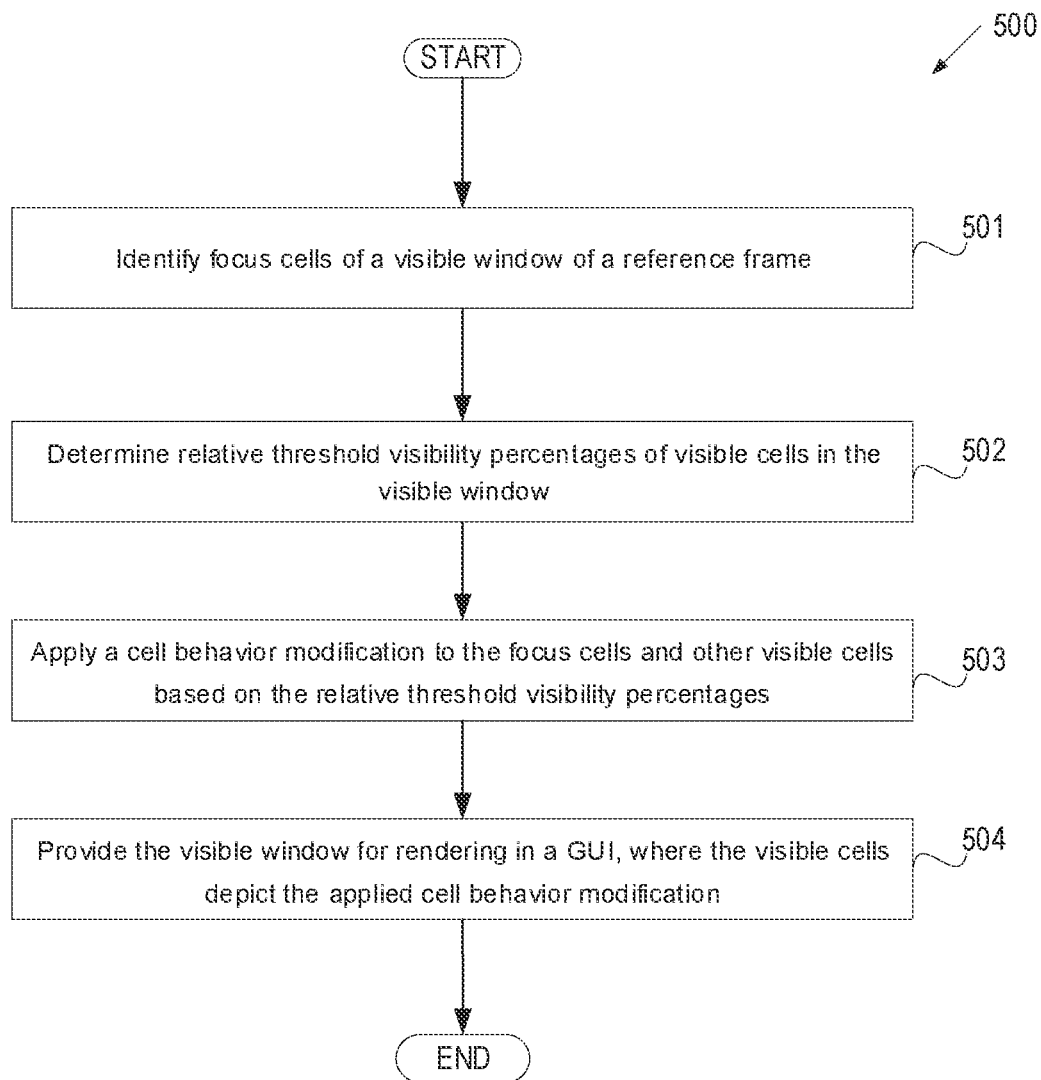 500
START
501
Identify focus cells of a visible window of a reference frame
502
Determine relative threshold visibility percentages of visible cells in the
visible window
Apply a cell behavior modification to the focus cells and other visible cells
503
based on the relative threshold visibility percentages
Provide the visible window for rendering in a GUI, where the visible cells
504
depict the applied cell behavior modification
END